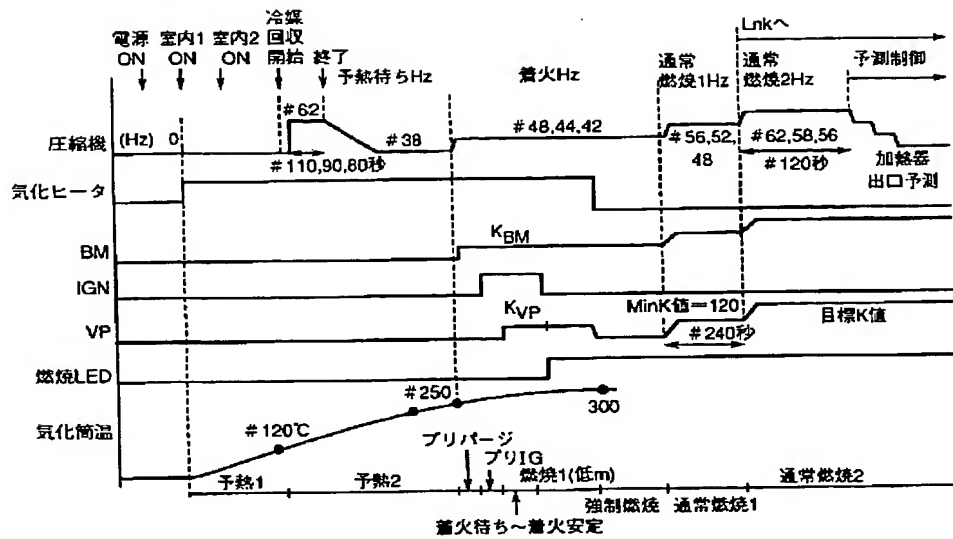 Lnkへ
電源 ON
室内1 ON
室内2 ON
冷媒回収開始
終了
予熱待ちHz
着火Hz
通常燃焼1Hz
通常燃焼2Hz
予測制御
圧縮機
(Hz) 0
#62
#38
#48,44,42
#56,52,48
#62,58,56
#110,90,80秒
#120秒
加熱器出口予測
気化ヒータ
BM
KBM
IGN
VP
KVP
MinK値=120
目標K値
#240秒
燃焼LED
気化筒温
#120℃
#250
300
プリパージ
プリIG
予熱1
予熱2
燃焼1(低m)
強制燃焼
通常燃焼1
通常燃焼2
着火待ち~着火安定